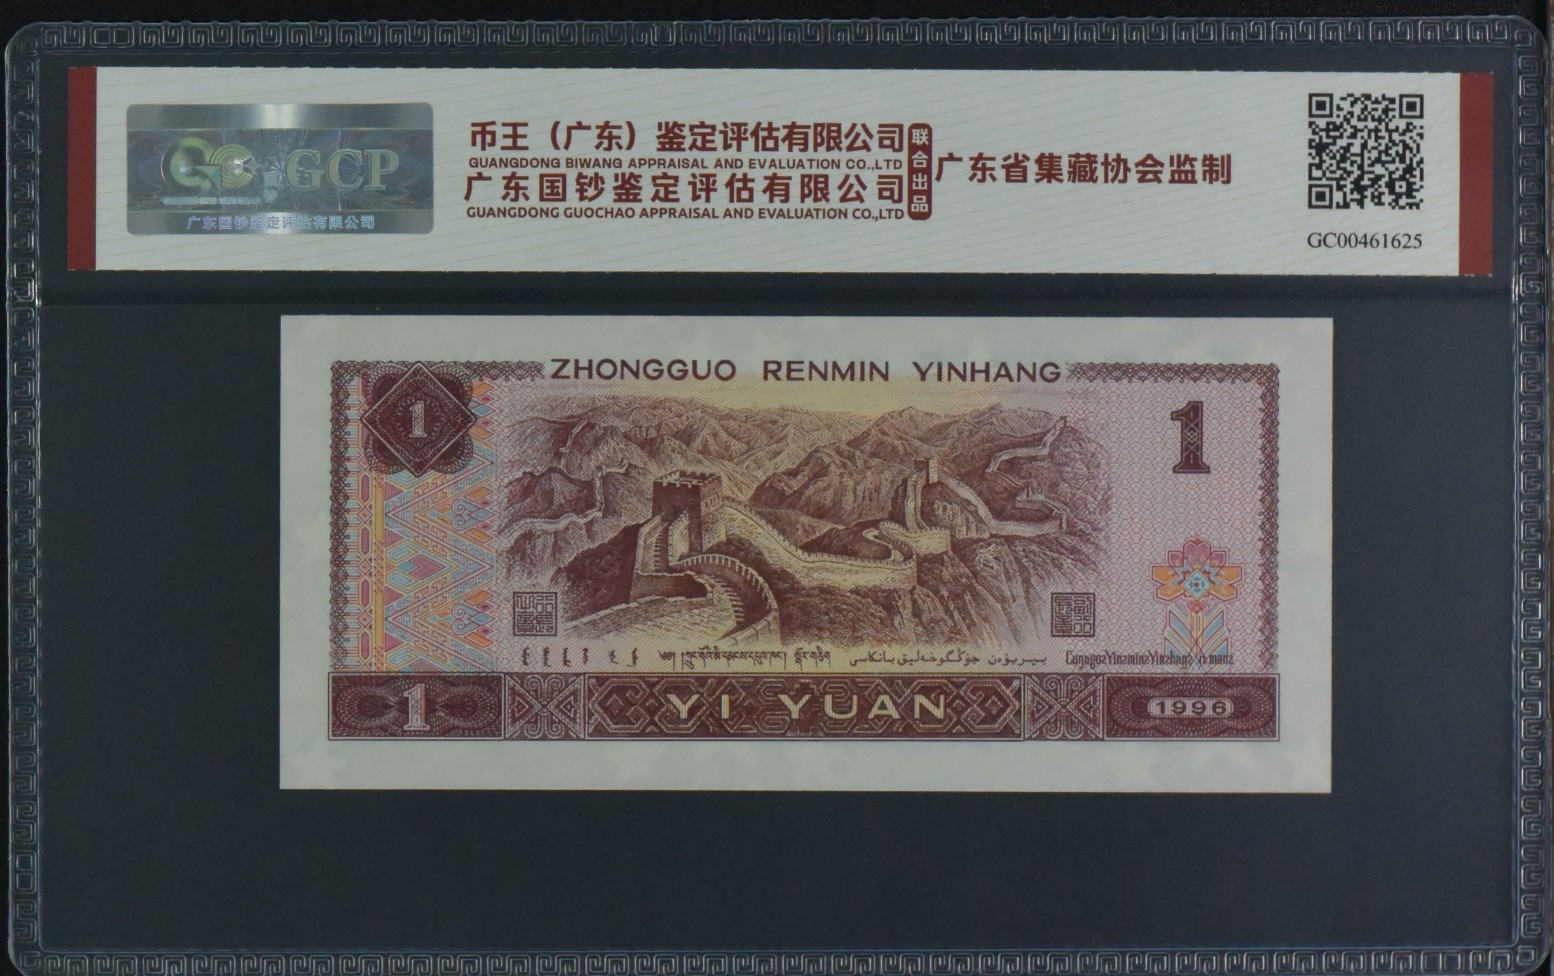 GCP
广东国钞鉴定评估有限公司
币王（广东）鉴定评估有限公司
GUANGDONG BIWANG APPRAISAL AND EVALUATION CO.,LTD
广东国钞鉴定评估有限公司
GUANGDONG GUOCHAO APPRAISAL AND EVALUATION CO.,LTD
联合出品
广东省集藏协会监制
GC00461625
ZHONGGUO RENMIN YINHANG
1
1
1
YI YUAN
1996